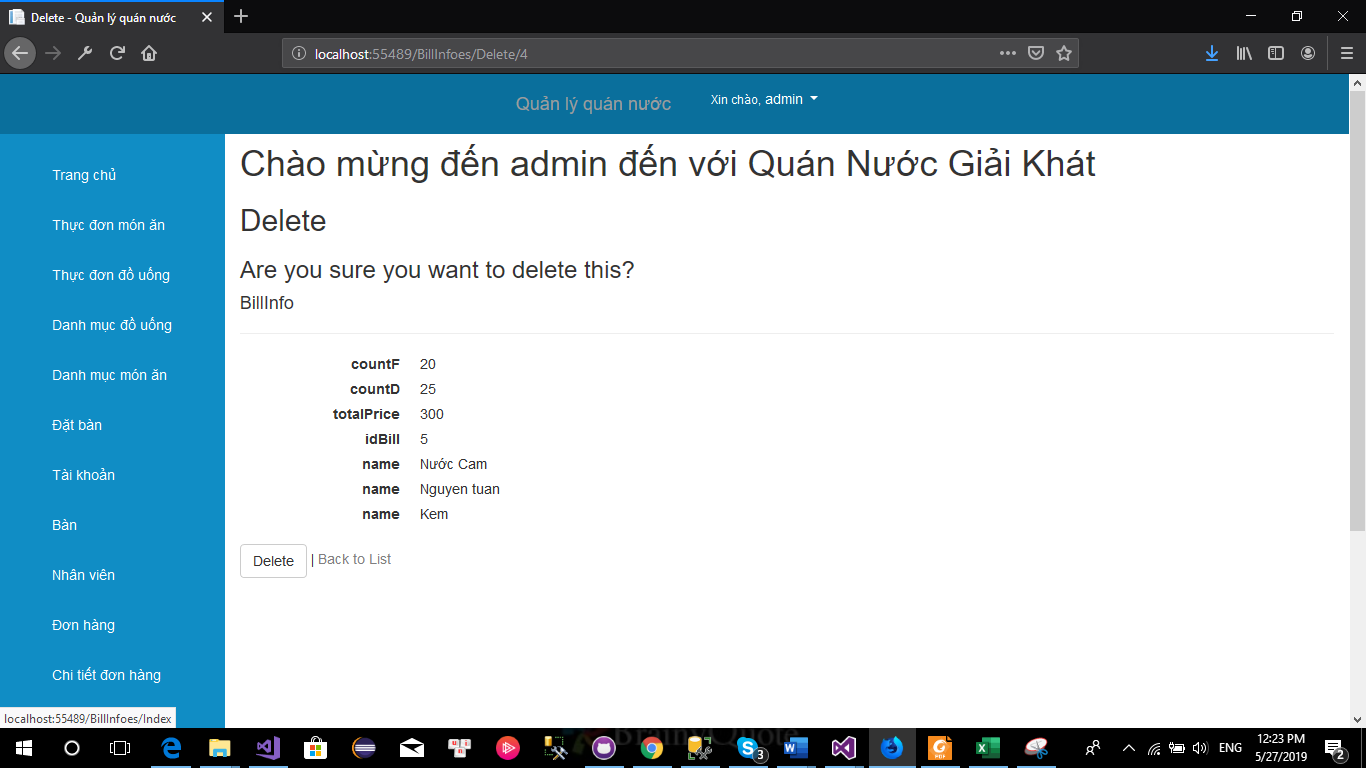 Delete - Quản lý quán nước
localhost:55489/BillInfoes/Delete/4
Quản lý quán nước
Xin chào, admin
Trang chủ
Thực đơn món ăn
Thực đơn đồ uống
Danh mục đồ uống
Danh mục món ăn
Đặt bàn
Tài khoản
Bàn
Nhân viên
Đơn hàng
Chi tiết đơn hàng
Chào mừng đến admin đến với Quán Nước Giải Khát
Delete
Are you sure you want to delete this?
BillInfo
countF 20
countD 25
totalPrice 300
idBill 5
name Nước Cam
name Nguyen tuan
name Kem
Delete | Back to List
localhost:55489/BillInfoes/Index
3
ENG
12:23 PM
5/27/2019
2